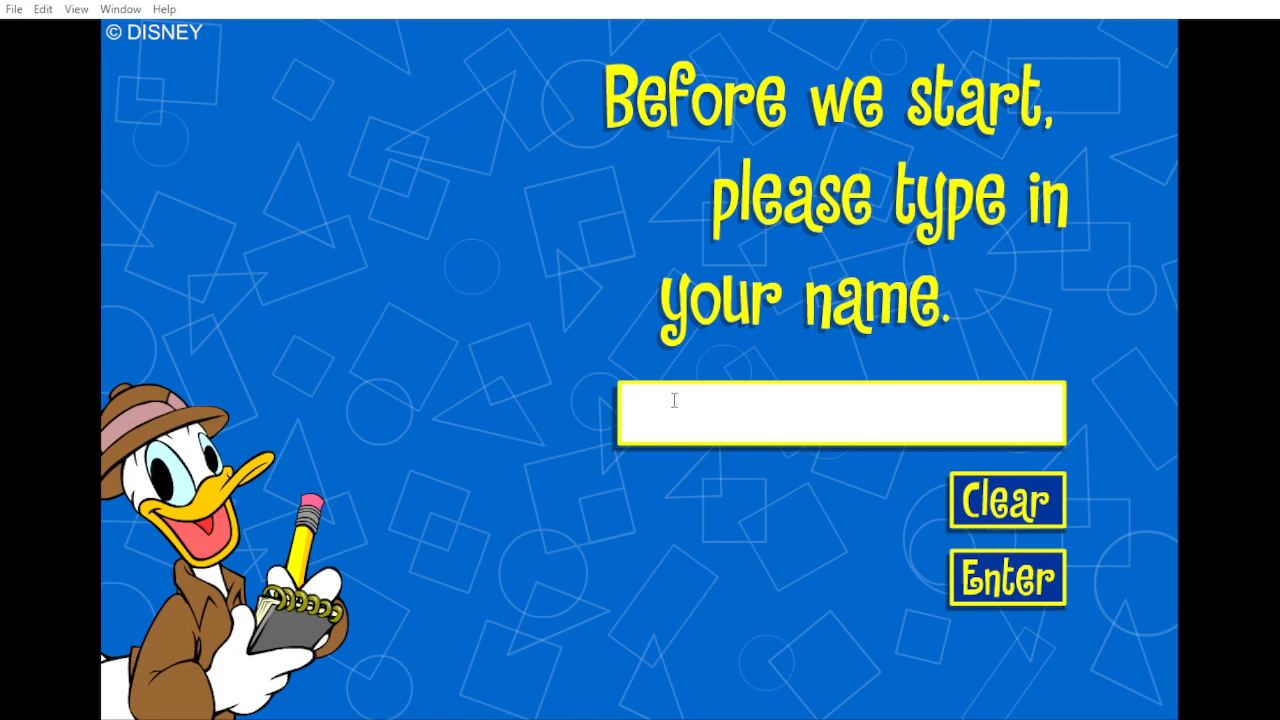 File Edit View Window Help
© DISNEY
Before we start,
please type in
your name.
Clear
Enter